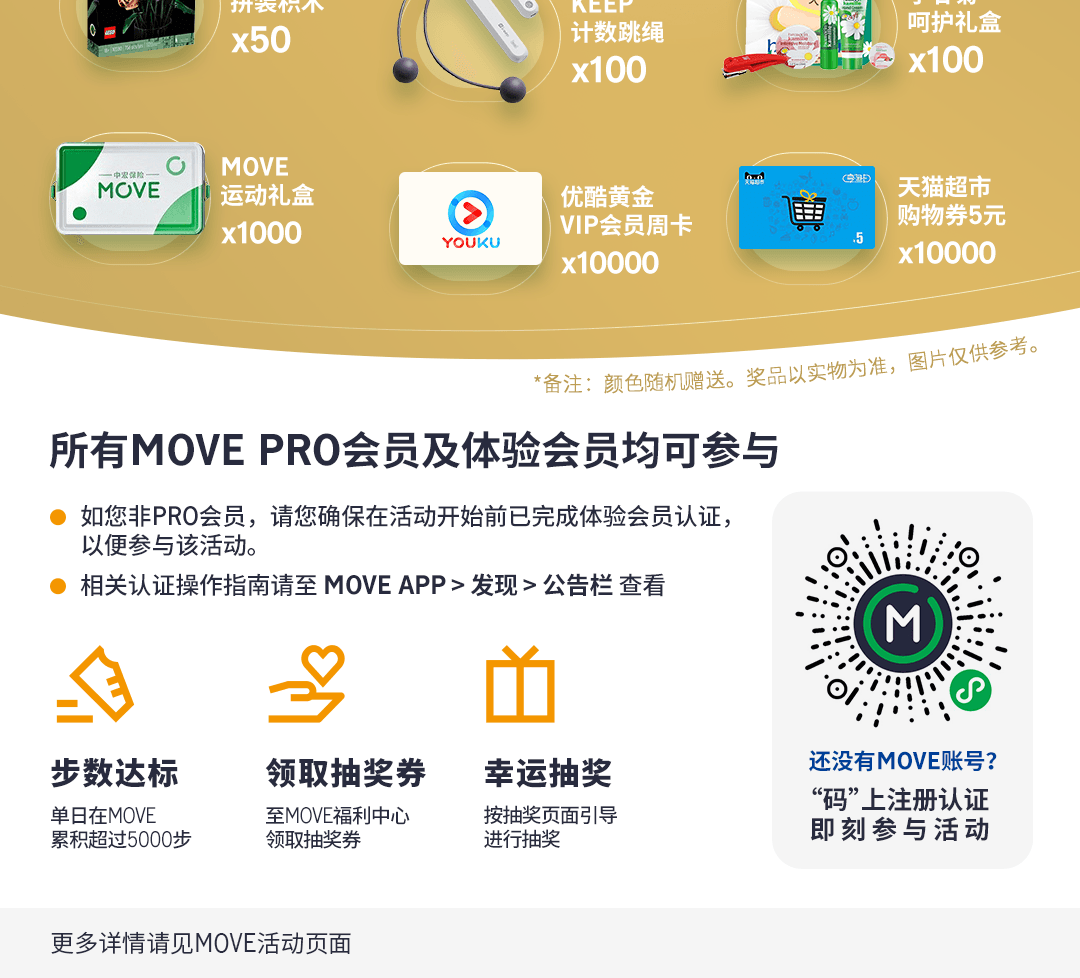 拼装积木
x50
KEEP
计数跳绳
x100
呵护礼盒
x100
中宏保险
MOVE
MOVE
运动礼盒
x1000
YOUKU
优酷黄金
VIP会员周卡
x10000
天猫超市
5
天猫超市
购物券5元
x10000
*备注：颜色随机赠送。奖品以实物为准，图片仅供参考。
所有MOVE PRO会员及体验会员均可参与
如您非PRO会员，请您确保在活动开始前已完成体验会员认证，
以便参与该活动。
相关认证操作指南请至 MOVE APP > 发现 > 公告栏 查看
步数达标
单日在MOVE
累积超过5000步
领取抽奖券
至MOVE福利中心
领取抽奖券
幸运抽奖
按抽奖页面引导
进行抽奖
M
还没有MOVE账号？
“码”上注册认证
即刻参与活动
更多详情请见MOVE活动页面